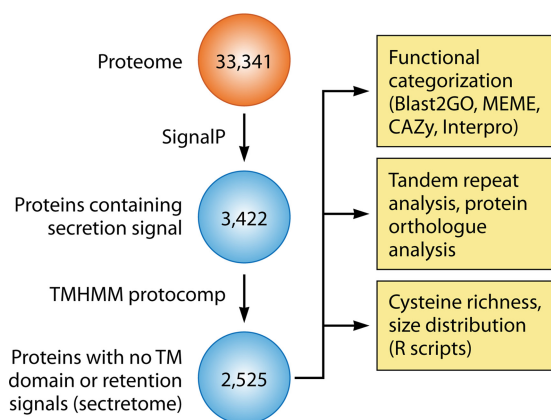 Proteome
33,341
SignalP
Proteins containing
secretion signal
3,422
TMHMM protocomp
Proteins with no TM
domain or retention
signals (sectretome)
2,525
Functional
categorization
(Blast2GO, MEME,
CAZy, Interpro)
Tandem repeat
analysis, protein
orthologue
analysis
Cysteine richness,
size distribution
(R scripts)